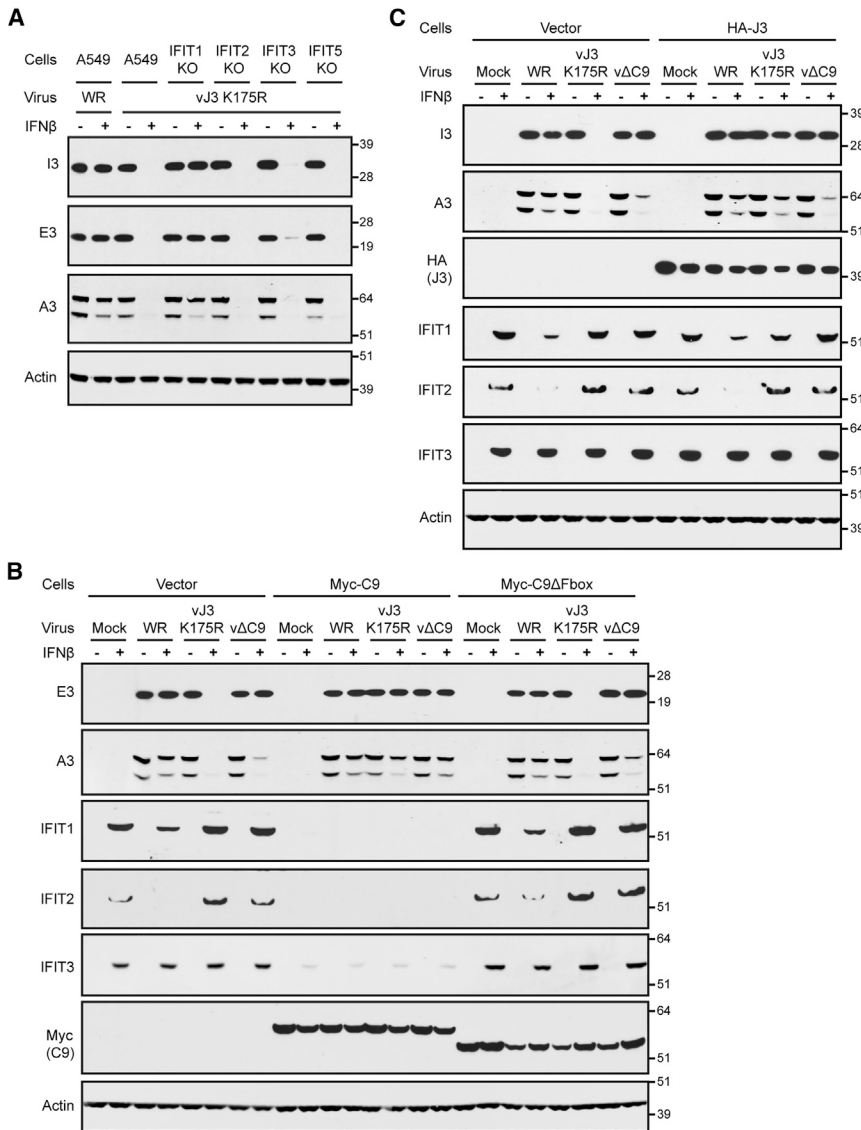 A
Cells A549 A549 IFIT1 KO IFIT2 KO IFIT3 KO IFIT5 KO
Virus WR vJ3 K175R
IFNβ - + - + - + - + - + - +
I3 39 28
E3 28 19
A3 64 51
Actin 51 39
C
Cells Vector HA-J3
Virus Mock WR vJ3 K175R vΔC9 Mock WR vJ3 K175R vΔC9
IFNβ - + - + - + - + - + - + - + - +
I3 39 28
A3 64 51
HA (J3) 39
IFIT1 51
IFIT2 51
IFIT3 64 51
Actin 51 39
B
Cells Vector Myc-C9 Myc-C9ΔFbox
Virus Mock WR vJ3 K175R vΔC9 Mock WR vJ3 K175R vΔC9 Mock WR vJ3 K175R vΔC9
IFNβ - + - + - + - + - + - + - + - + - + - + - + - +
E3 28 19
A3 64 51
IFIT1 51
IFIT2 51
IFIT3 64 51
Myc (C9) 64 51
Actin 51 39